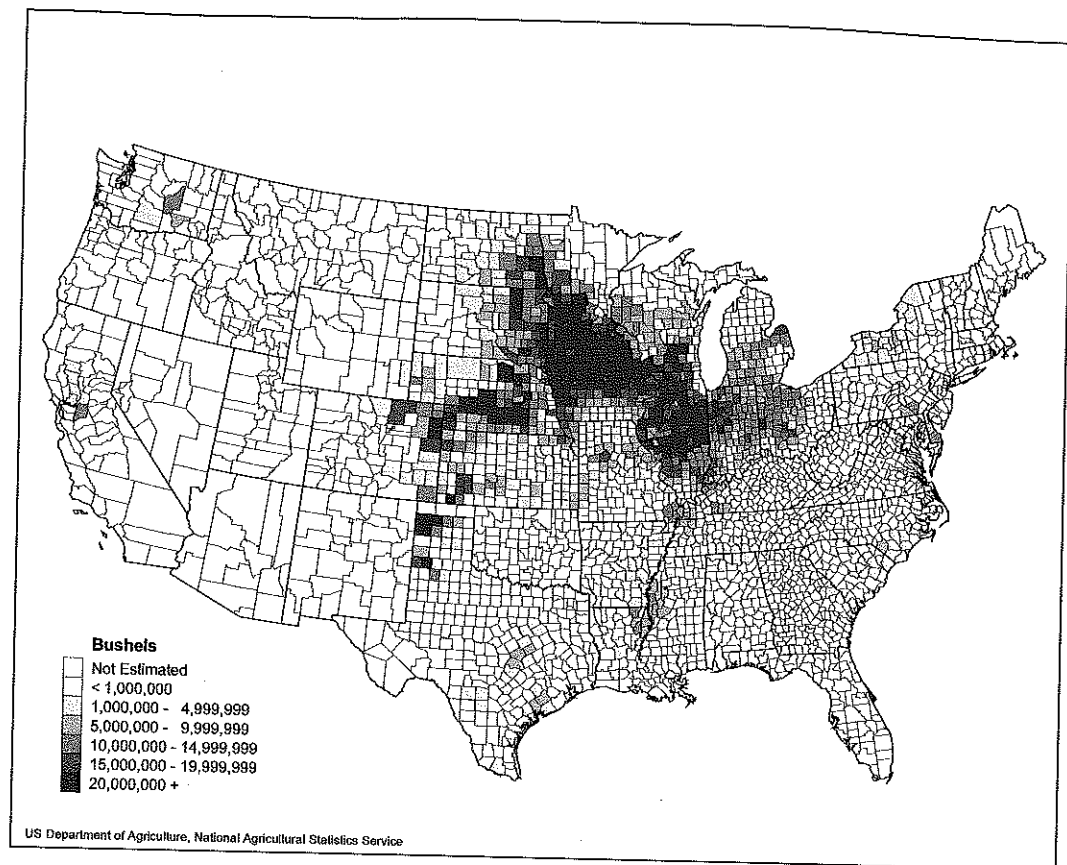 Bushels
Not Estimated
< 1,000,000
1,000,000 - 4,999,999
5,000,000 - 9,999,999
10,000,000 - 14,999,999
15,000,000 - 19,999,999
20,000,000 +
US Department of Agriculture, National Agricultural Statistics Service